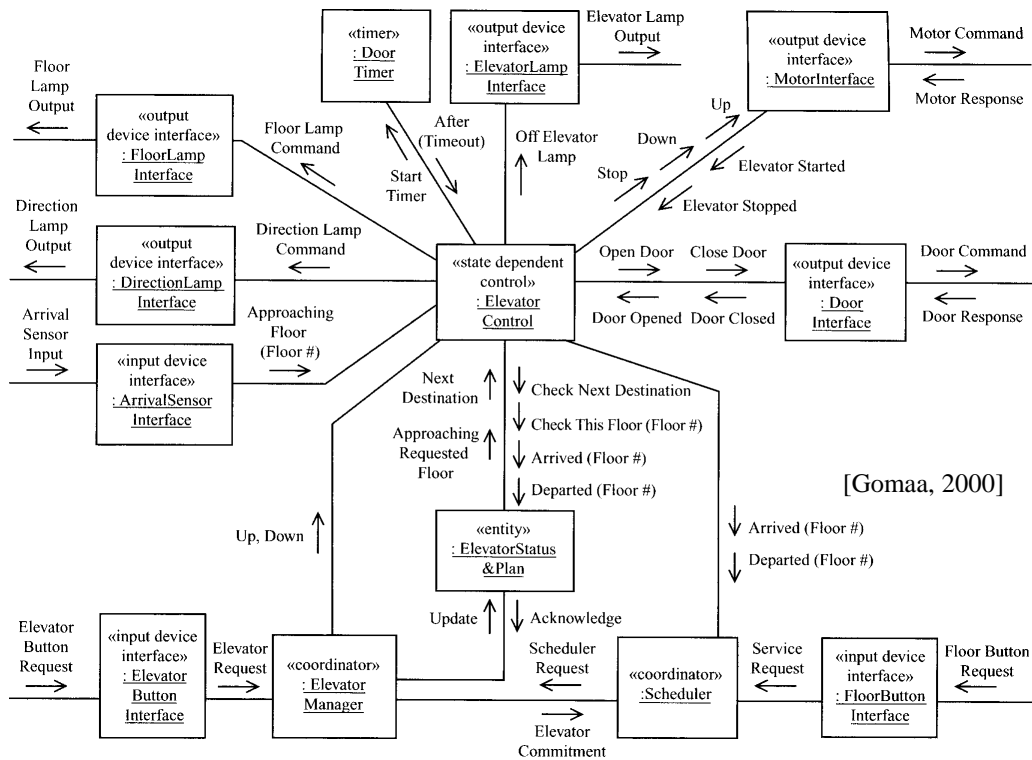 «timer»
: Door
Timer
«output device
interface»
: ElevatorLamp
Interface
Elevator Lamp
Output
«output device
interface»
: MotorInterface
Motor Command
Motor Response
Floor
Lamp
Output
«output
device interface»
: FloorLamp
Interface
Floor Lamp
Command
After
(Timeout)
Start
Timer
Off Elevator
Lamp
Up
Down
Stop
Elevator Started
Elevator Stopped
Direction
Lamp
Output
«output
device interface»
: DirectionLamp
Interface
Direction Lamp
Command
«state dependent
control»
: Elevator
Control
Open Door
Close Door
Door Opened
Door Closed
«output device
interface»
: Door
Interface
Door Command
Door Response
Arrival
Sensor
Input
«input device
interface»
: ArrivalSensor
Interface
Approaching
Floor
(Floor #)
Next
Destination
Approaching
Requested
Floor
Check Next Destination
Check This Floor (Floor #)
Arrived (Floor #)
Departed (Floor #)
[Gomaa, 2000]
Arrived (Floor #)
Departed (Floor #)
Up, Down
«entity»
: ElevatorStatus
&Plan
Update
Acknowledge
Elevator
Button
Request
«input device
interface»
: Elevator
Button
Interface
Elevator
Request
«coordinator»
: Elevator
Manager
Scheduler
Request
Elevator
Commitment
«coordinator»
:Scheduler
Service
Request
«input device
interface»
: FloorButton
Interface
Floor Button
Request